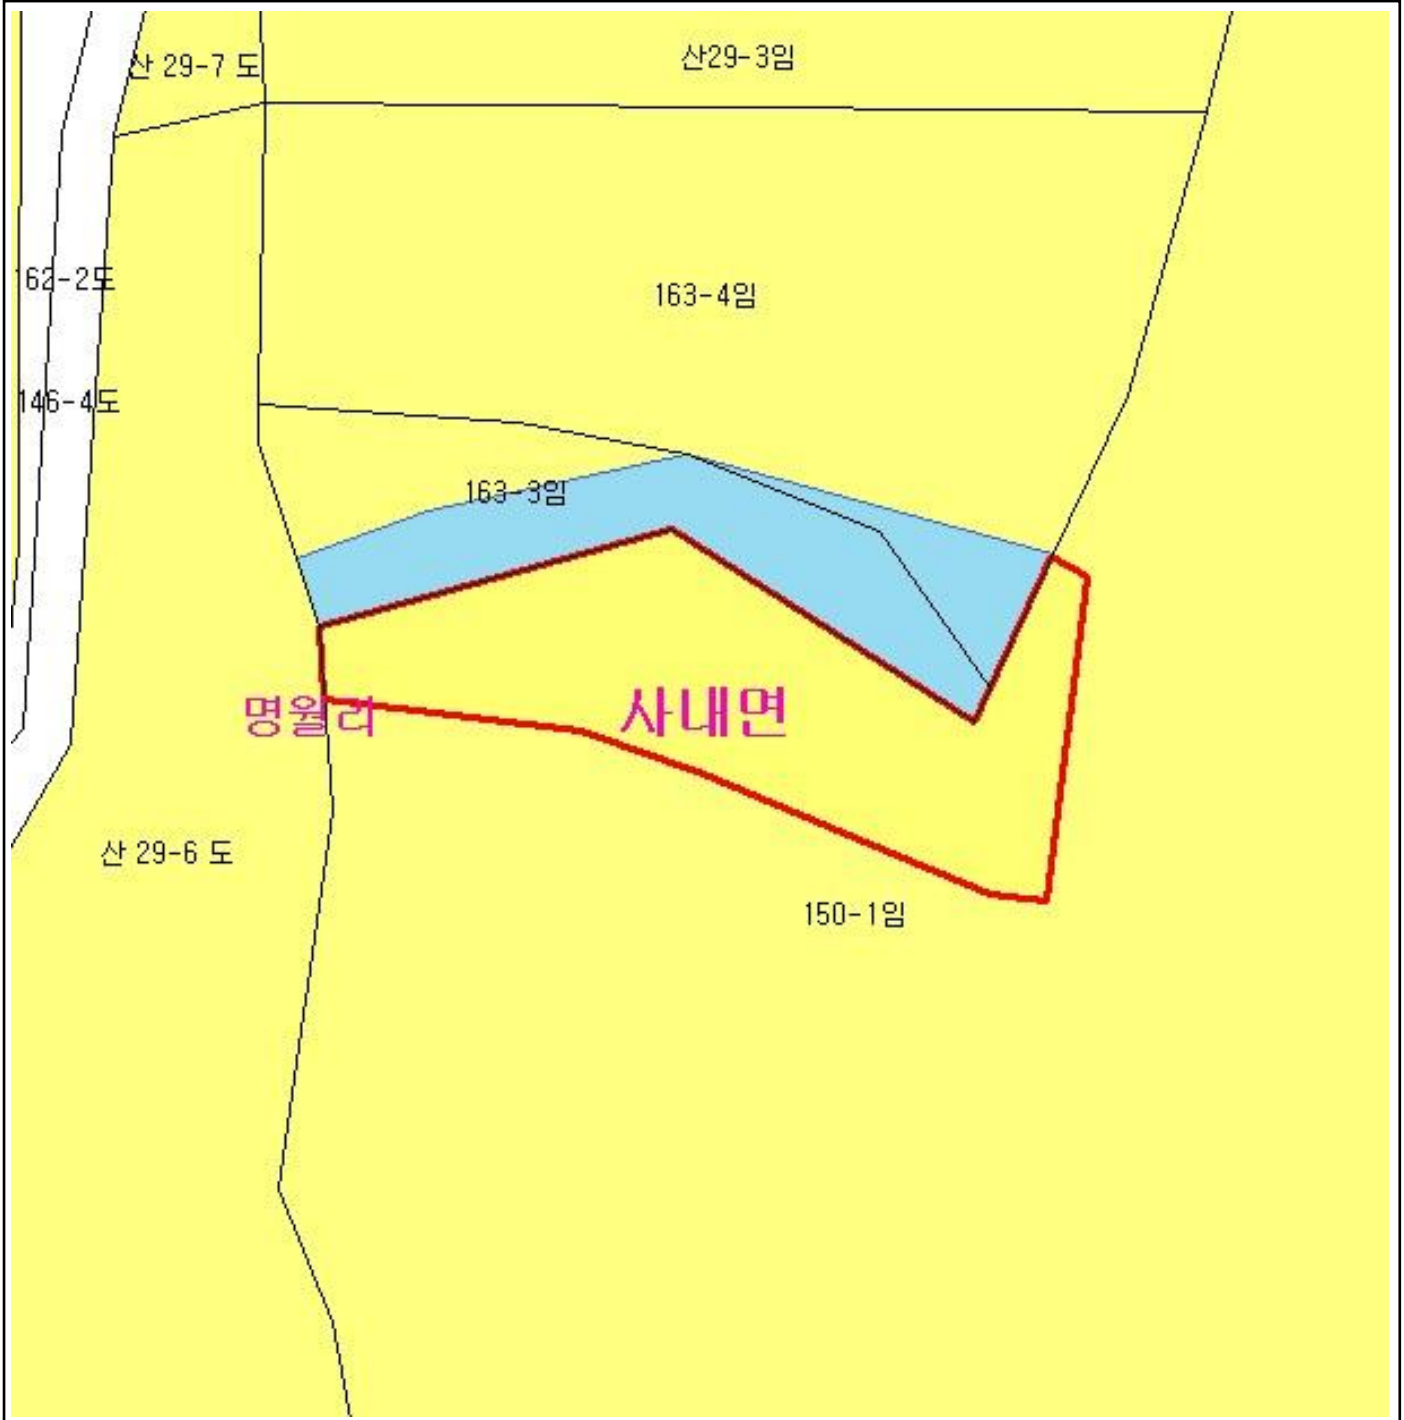 산 29-7 도
산29-3임
162-2도
163-4임
146-4도
163-3임
명월리
사내면
산 29-6 도
150-1임